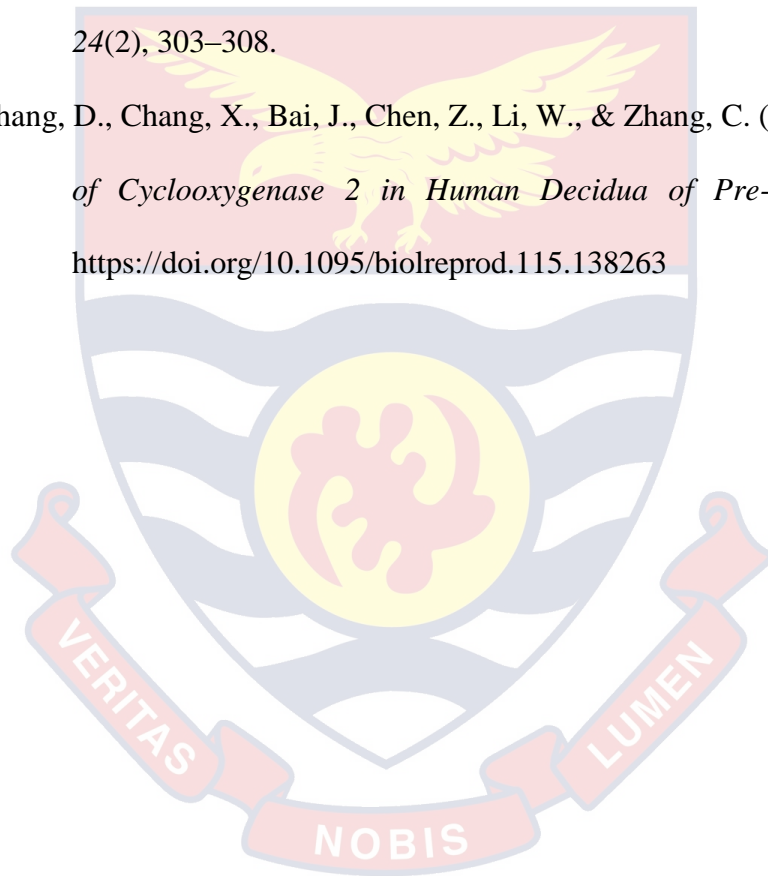 24(2), 303–308.
hang, D., Chang, X., Bai, J., Chen, Z., Li, W., & Zhang, C. (
of Cyclooxygenase 2 in Human Decidua of Pre-
https://doi.org/10.1095/biolreprod.115.138263
VERITAS
NOBIS
LUMEN